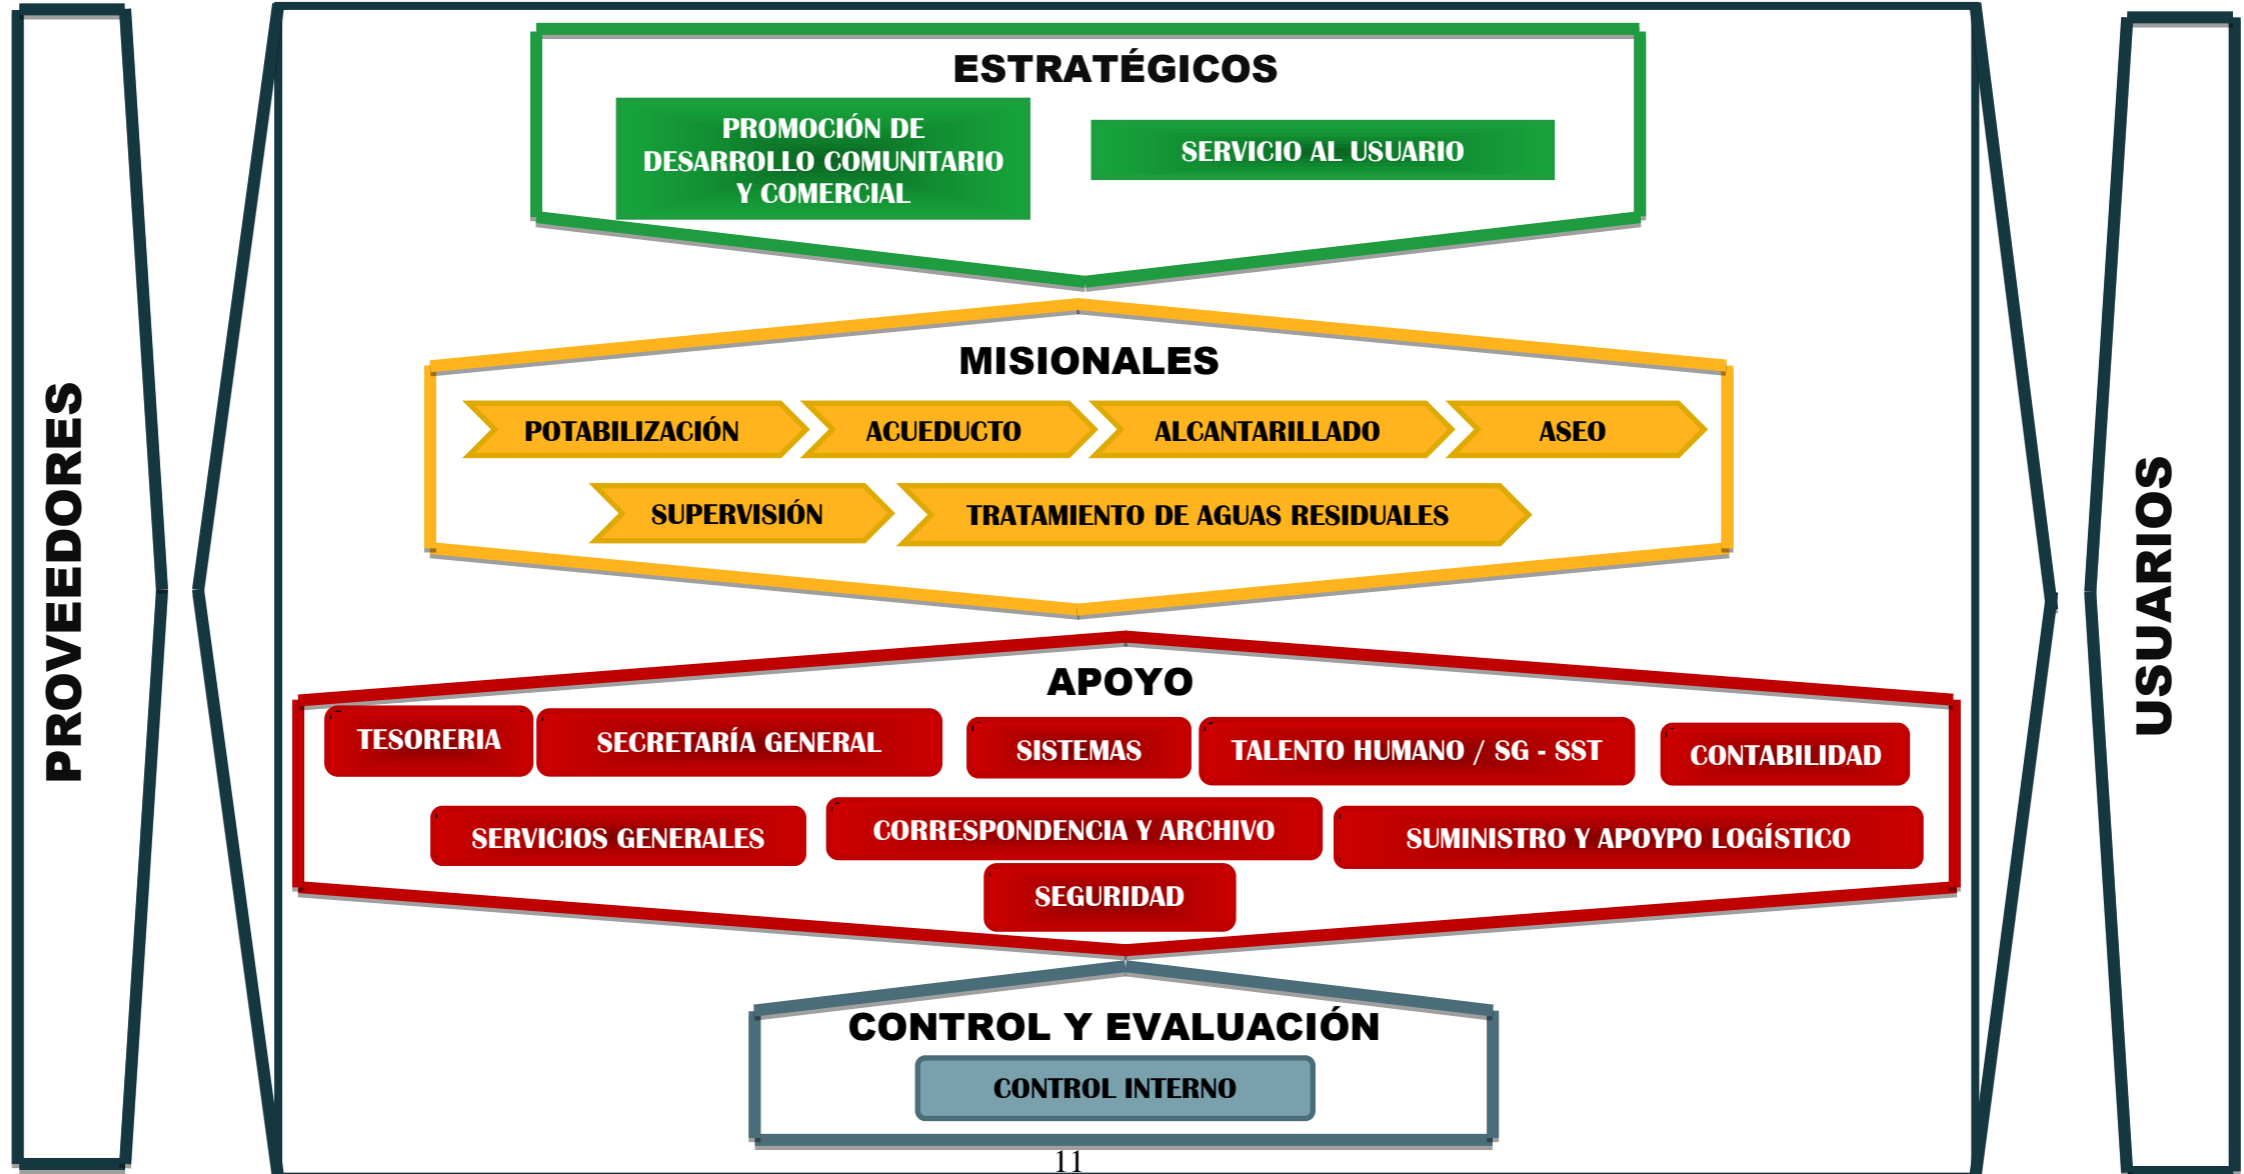 PROVEEDORES
ESTRATÉGICOS
PROMOCIÓN DE
DESARROLLO COMUNITARIO
Y COMERCIAL
SERVICIO AL USUARIO
MISIONALES
POTABILIZACIÓN
ACUEDUCTO
ALCANTARILLADO
ASEO
SUPERVISIÓN
TRATAMIENTO DE AGUAS RESIDUALES
APOYO
TESORERIA
SECRETARÍA GENERAL
SISTEMAS
TALENTO HUMANO / SG - SST
CONTABILIDAD
SERVICIOS GENERALES
CORRESPONDENCIA Y ARCHIVO
SUMINISTRO Y APOYPO LOGÍSTICO
SEGURIDAD
CONTROL Y EVALUACIÓN
CONTROL INTERNO
11
USUARIOS